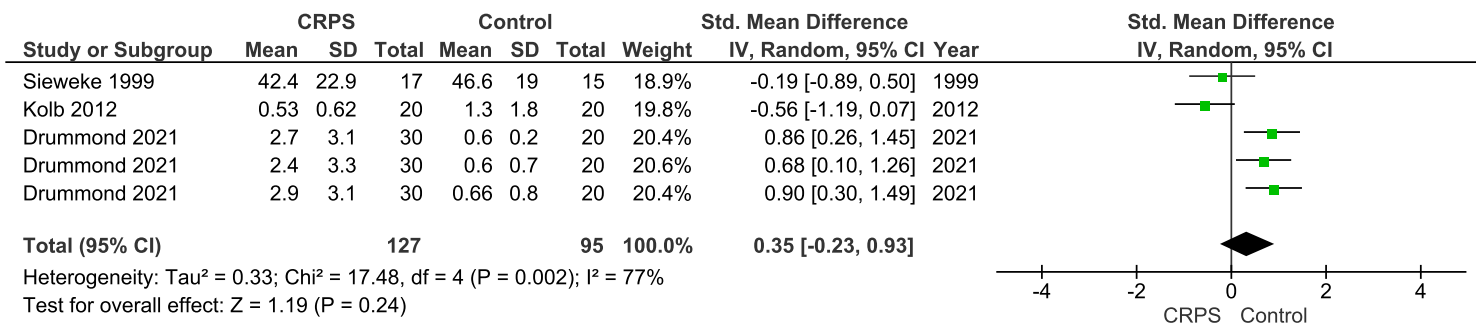 CRPS Control Std. Mean Difference Std. Mean Difference
Study or Subgroup Mean SD Total Mean SD Total Weight IV, Random, 95% CI Year IV, Random, 95% CI
Sieweke 1999 42.4 22.9 17 46.6 19 15 18.9% -0.19 [-0.89, 0.50] 1999
Kolb 2012 0.53 0.62 20 1.3 1.8 20 19.8% -0.56 [-1.19, 0.07] 2012
Drummond 2021 2.7 3.1 30 0.6 0.2 20 20.4% 0.86 [0.26, 1.45] 2021
Drummond 2021 2.4 3.3 30 0.6 0.7 20 20.6% 0.68 [0.10, 1.26] 2021
Drummond 2021 2.9 3.1 30 0.66 0.8 20 20.4% 0.90 [0.30, 1.49] 2021
Total (95% CI) 127 95 100.0% 0.35 [-0.23, 0.93]
Heterogeneity: Tau² = 0.33; Chi² = 17.48, df = 4 (P = 0.002); I² = 77%
Test for overall effect: Z = 1.19 (P = 0.24)
-4 -2 0 2 4
CRPS Control